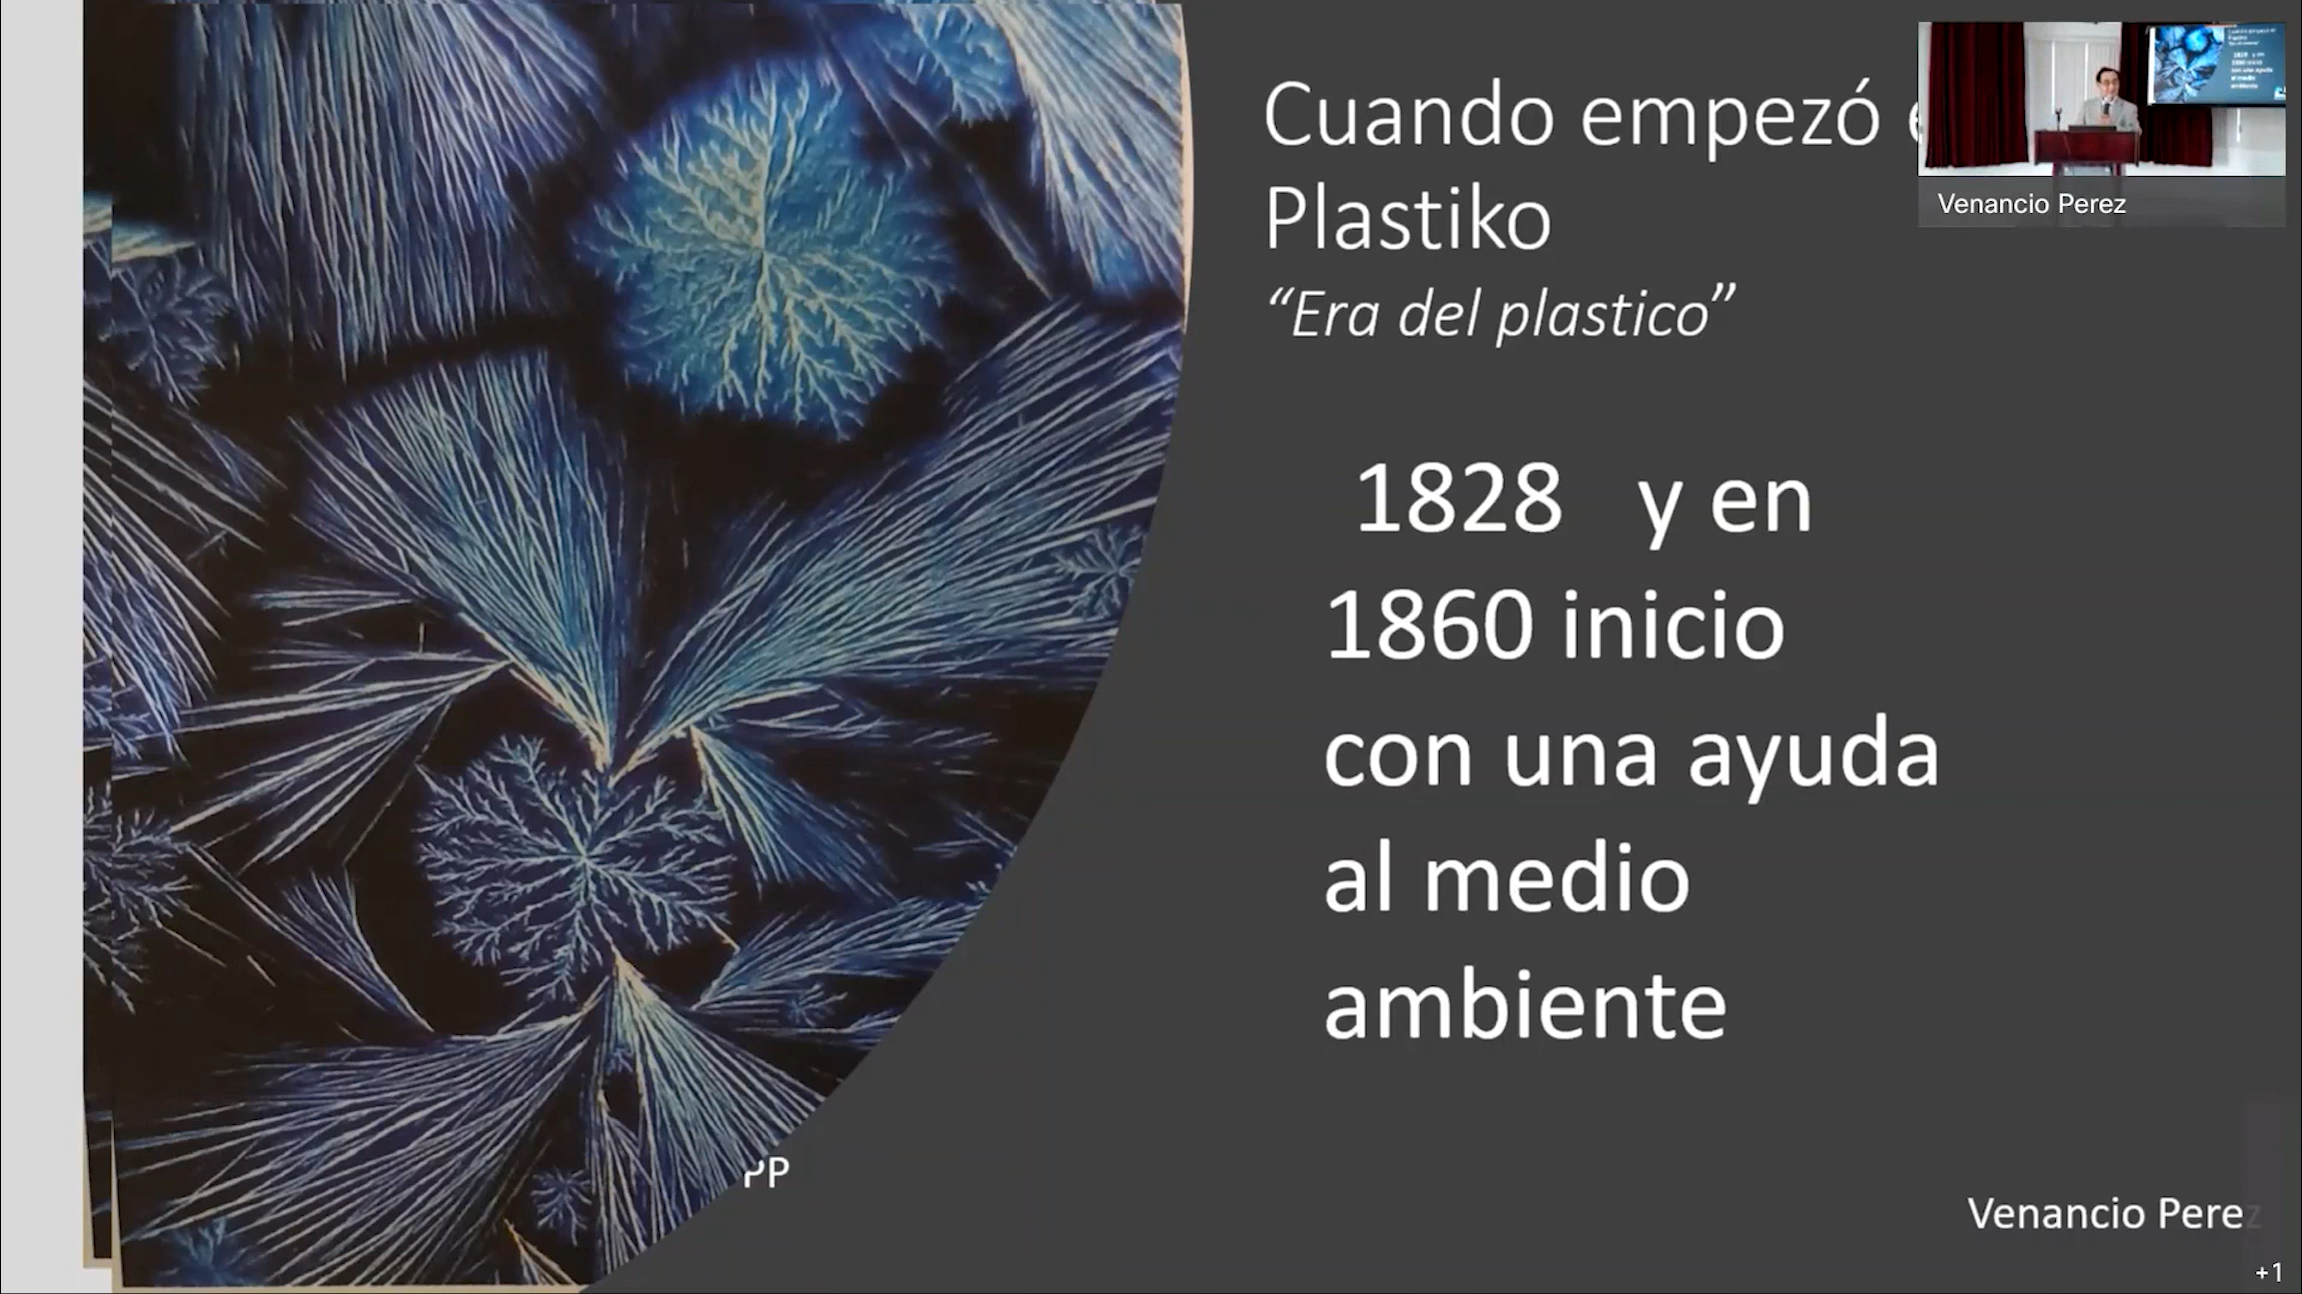 Cuando empezó e
Plastiko
“Era del plastico”
1828 y en
1860 inicio
con una ayuda
al medio
ambiente
PP
Venancio Perez
Venancio Perez
+1